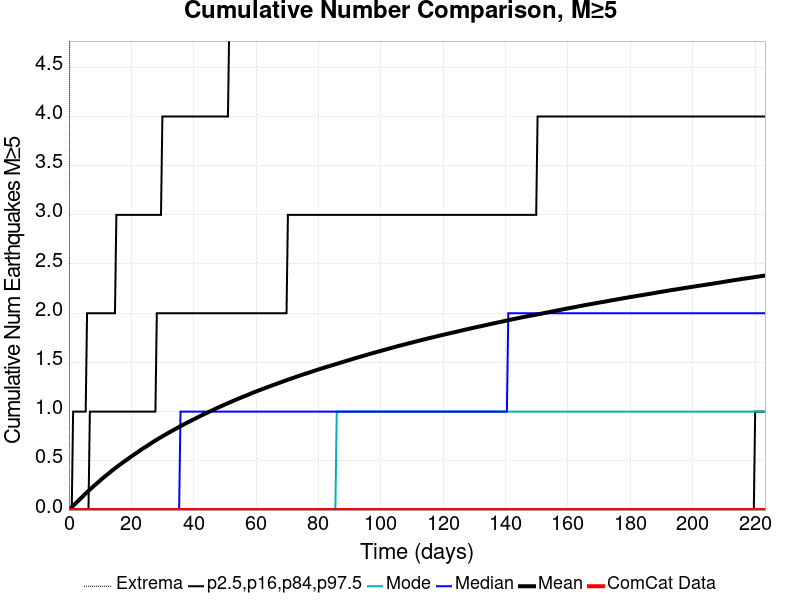 Cumulative Number Comparison, M≥5
Cumulative Num Earthquakes M≥5
4.5
4.0
3.5
3.0
2.5
2.0
1.5
1.0
0.5
0.0
0 20 40 60 80 100 120 140 160 180 200 220
Time (days)
Extrema p2.5,p16,p84,p97.5 Mode Median Mean ComCat Data